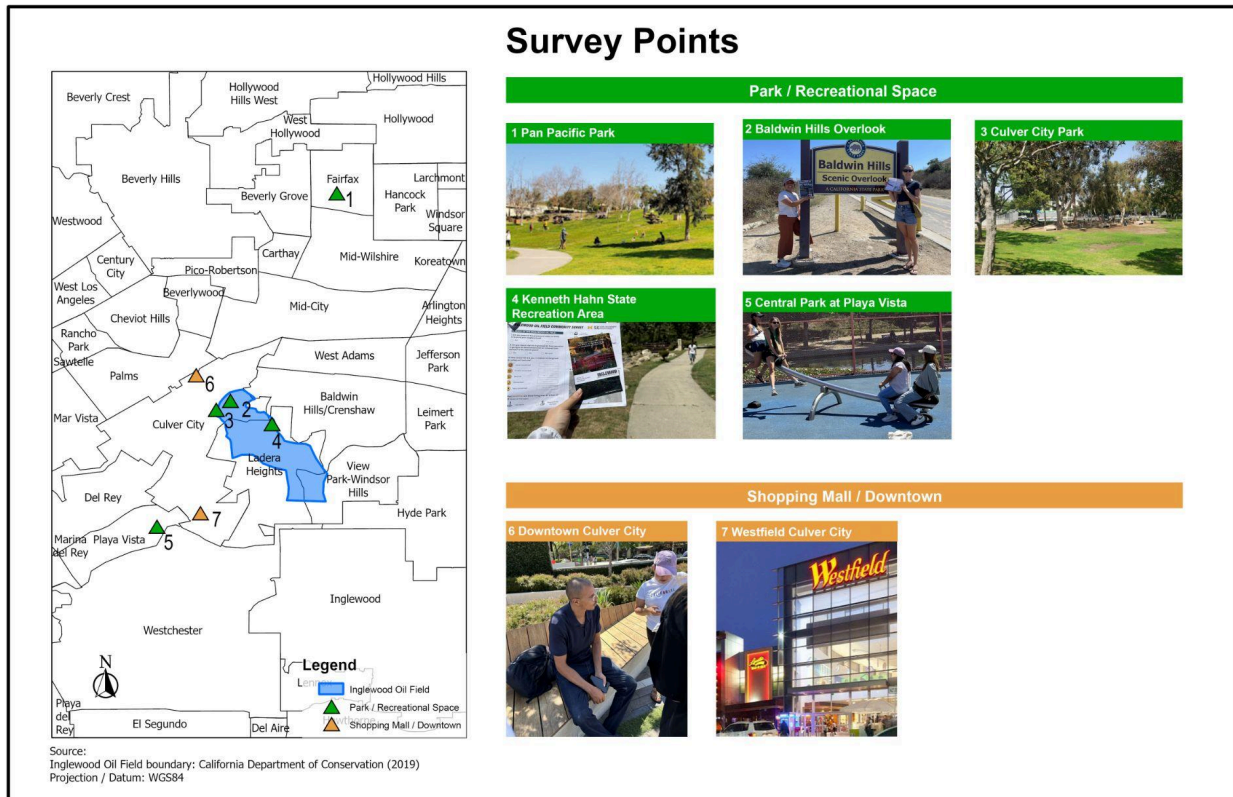 Survey Points
Hollywood Hills
Beverly Crest
Hollywood
Hills West
Hollywood
West
Hollywood
Beverly Hills
Fairfax
Larchmont
1
Beverly Grove
Hancock
Park
Westwood
Windsor
Square
Carthay
Century
City
Mid-Wilshire
Koreatown
Pico-Robertson
West Los
Angeles
Beverlywood
Mid-City
Arlington
Heights
Cheviot Hills
Rancho
Park
Sawtelle
West Adams
Jefferson
Park
Palms
6
Baldwin
Hills/Crenshaw
2
3
Mar Vista
Culver City
4
Leimert
Park
Ladera
Heights
View
Park-Windsor
Hills
Del Rey
7
Hyde Park
Marina
del Rey
Playa Vista
5
Inglewood
Westchester
N
Legend
Inglewood Oil Field
Park / Recreational Space
Shopping Mall / Downtown
Playa
del
Rey
El Segundo
Del Aire
Hawthorne
Source:
Inglewood Oil Field boundary: California Department of Conservation (2019)
Projection / Datum: WGS84
Park / Recreational Space
1 Pan Pacific Park
2 Baldwin Hills Overlook
Baldwin Hills
Scenic Overlook
A CALIFORNIA STATE PARK
3 Culver City Park
4 Kenneth Hahn State
Recreation Area
5 Central Park at Playa Vista
Shopping Mall / Downtown
6 Downtown Culver City
7 Westfield Culver City
Westfield